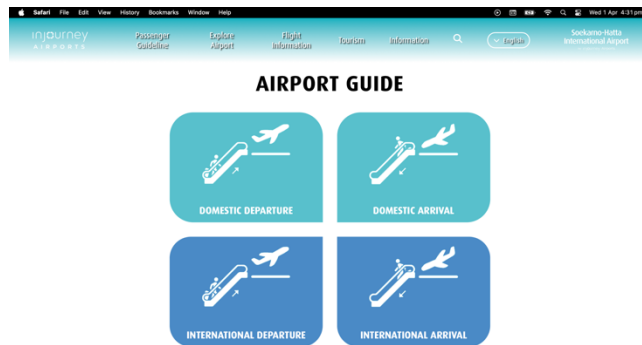 Safari File Edit View History Bookmarks Window Help Wed 1 Apr 4:31pm
injourney
AIRPORTS
Passenger
Guideline
Explore
Airport
Flight
Information
Tourism
Information
English
Soekarno-Hatta
International Airport
AIRPORT GUIDE
DOMESTIC DEPARTURE
DOMESTIC ARRIVAL
INTERNATIONAL DEPARTURE
INTERNATIONAL ARRIVAL